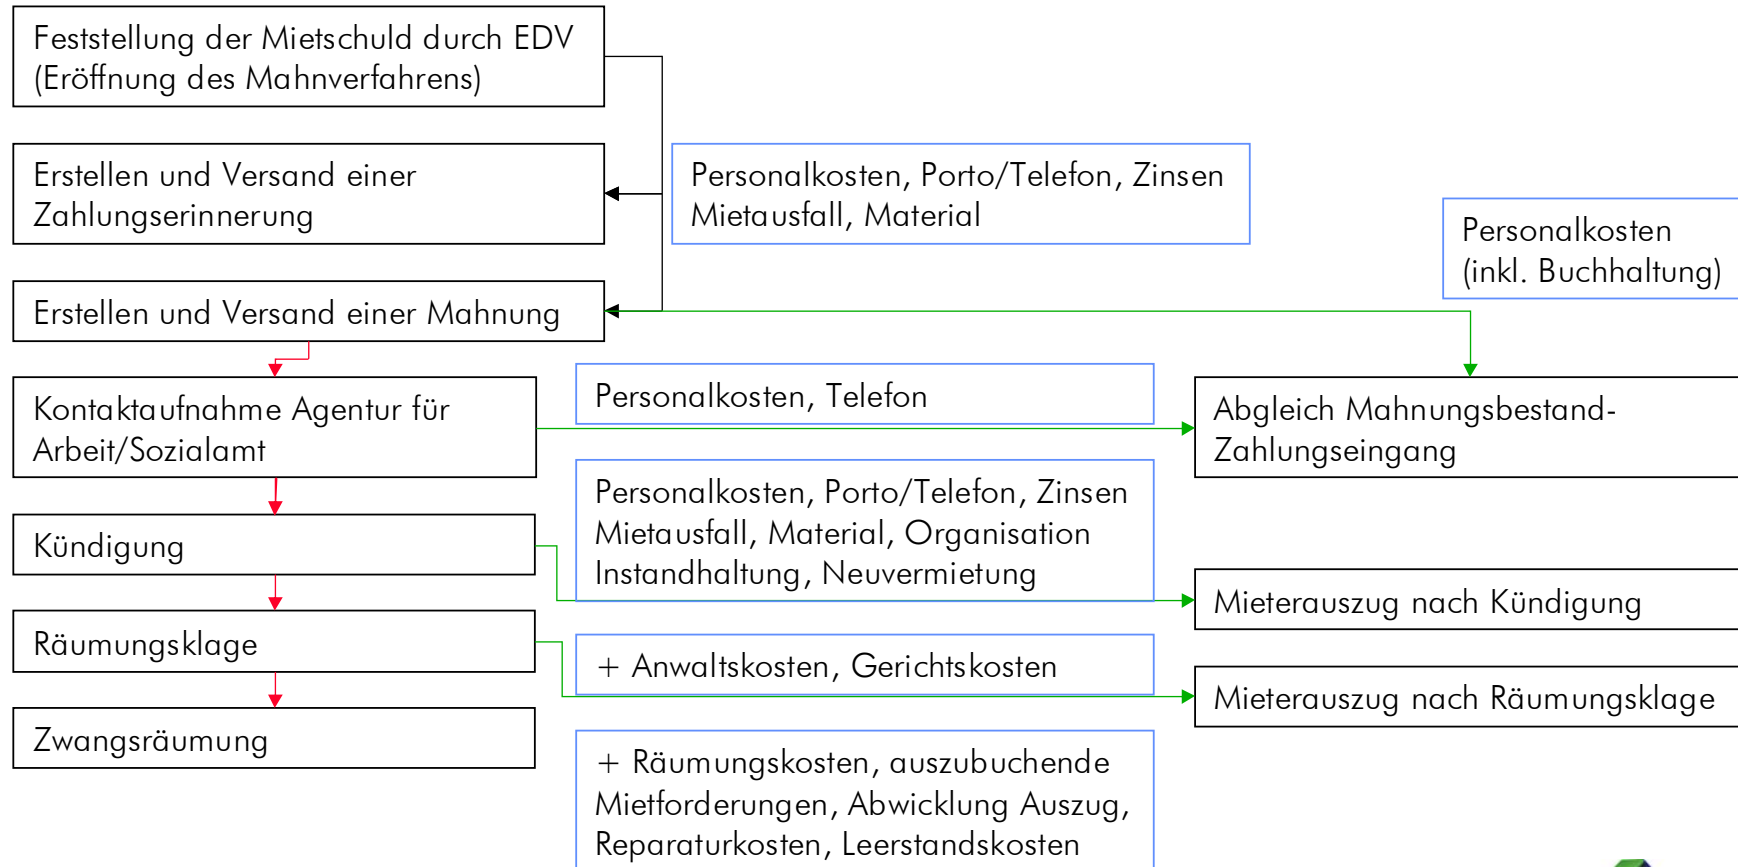 Feststellung der Mietschuld durch EDV
(Eröffnung des Mahnverfahrens)
Erstellen und Versand einer
Zahlungserinnerung
Personalkosten, Porto/Telefon, Zinsen
Mietausfall, Material
Personalkosten
(inkl. Buchhaltung)
Erstellen und Versand einer Mahnung
Kontaktaufnahme Agentur für
Arbeit/Sozialamt
Personalkosten, Telefon
Abgleich Mahnungsbestand-
Zahlungseingang
Personalkosten, Porto/Telefon, Zinsen
Mietausfall, Material, Organisation
Instandhaltung, Neuvermietung
Kündigung
Mieterauszug nach Kündigung
Räumungsklage
+ Anwaltskosten, Gerichtskosten
Mieterauszug nach Räumungsklage
Zwangsräumung
+ Räumungskosten, auszubuchende
Mietforderungen, Abwicklung Auszug,
Reparaturkosten, Leerstandskosten